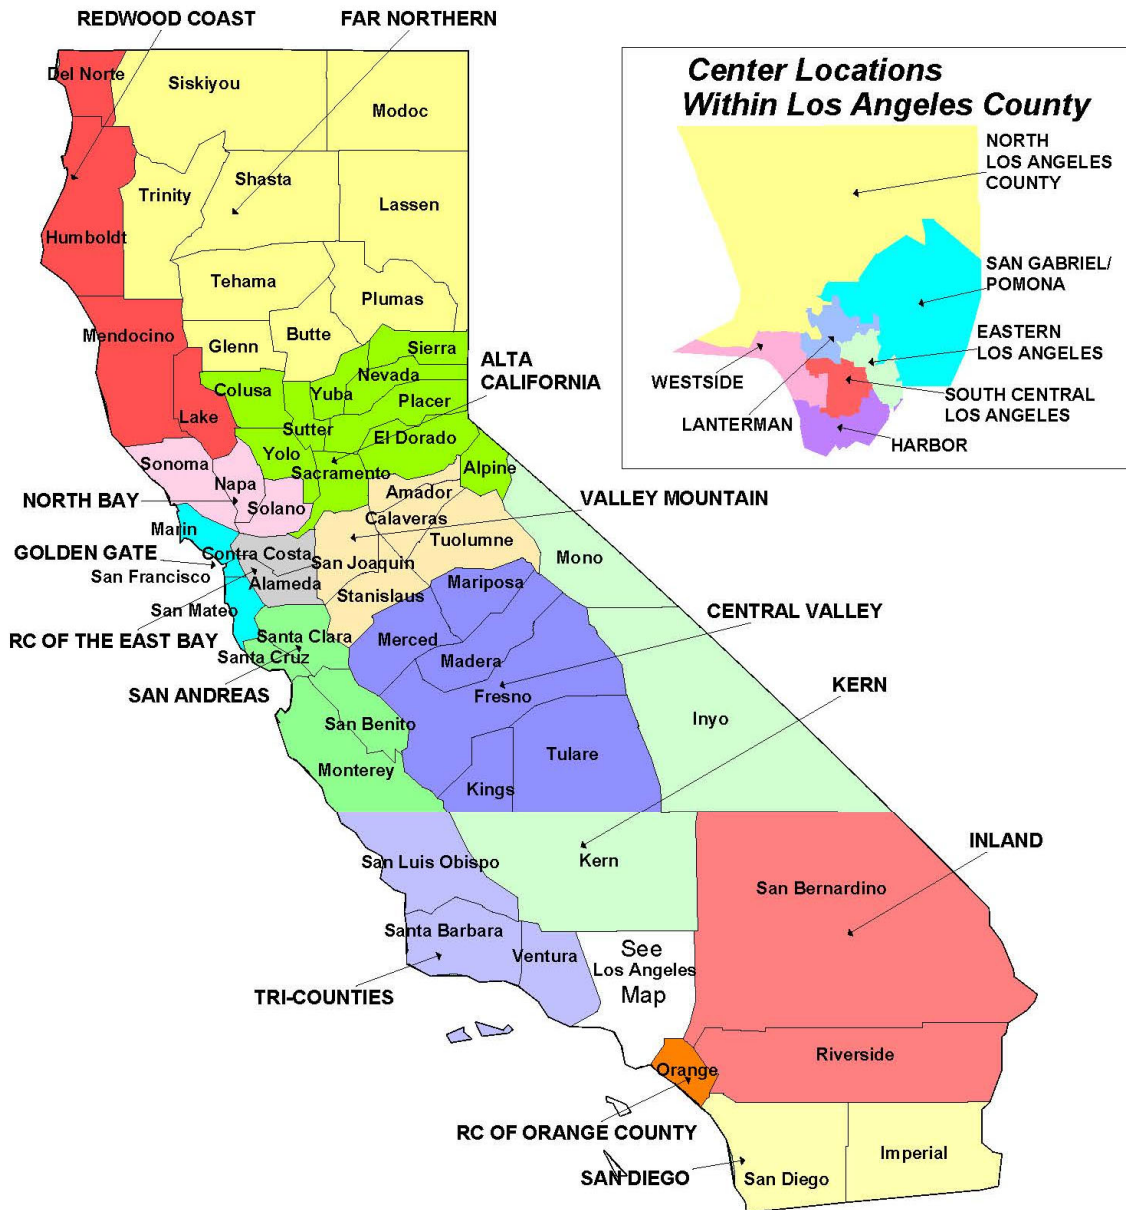 REDWOOD COAST
FAR NORTHERN
Del Norte
Siskiyou
Modoc
Trinity
Shasta
Lassen
Humboldt
Tehama
Plumas
Mendocino
Glenn
Butte
Sierra
Nevada
Colusa
Yuba
Placer
Lake
Sutter
El Dorado
ALTA
CALIFORNIA
Sonoma
Yolo
Sacramento
Alpine
Napa
Solano
Amador
NORTH BAY
VALLEY MOUNTAIN
Marin
Calaveras
Tuolumne
GOLDEN GATE
Contra Costa
San Joaquin
Mono
San Francisco
Alameda
Mariposa
San Mateo
Stanislaus
RC OF THE EAST BAY
Santa Clara
Merced
CENTRAL VALLEY
Santa Cruz
Madera
SAN ANDREAS
Fresno
KERN
San Benito
Inyo
Monterey
Tulare
Kings
San Luis Obispo
Kern
INLAND
San Bernardino
Santa Barbara
Ventura
See
Los Angeles
Map
TRI-COUNTIES
Orange
Riverside
RC OF ORANGE COUNTY
SAN DIEGO
San Diego
Imperial
Center Locations
Within Los Angeles County
NORTH
LOS ANGELES
COUNTY
SAN GABRIEL/
POMONA
EASTERN
LOS ANGELES
WESTSIDE
SOUTH CENTRAL
LOS ANGELES
LANTERMAN
HARBOR